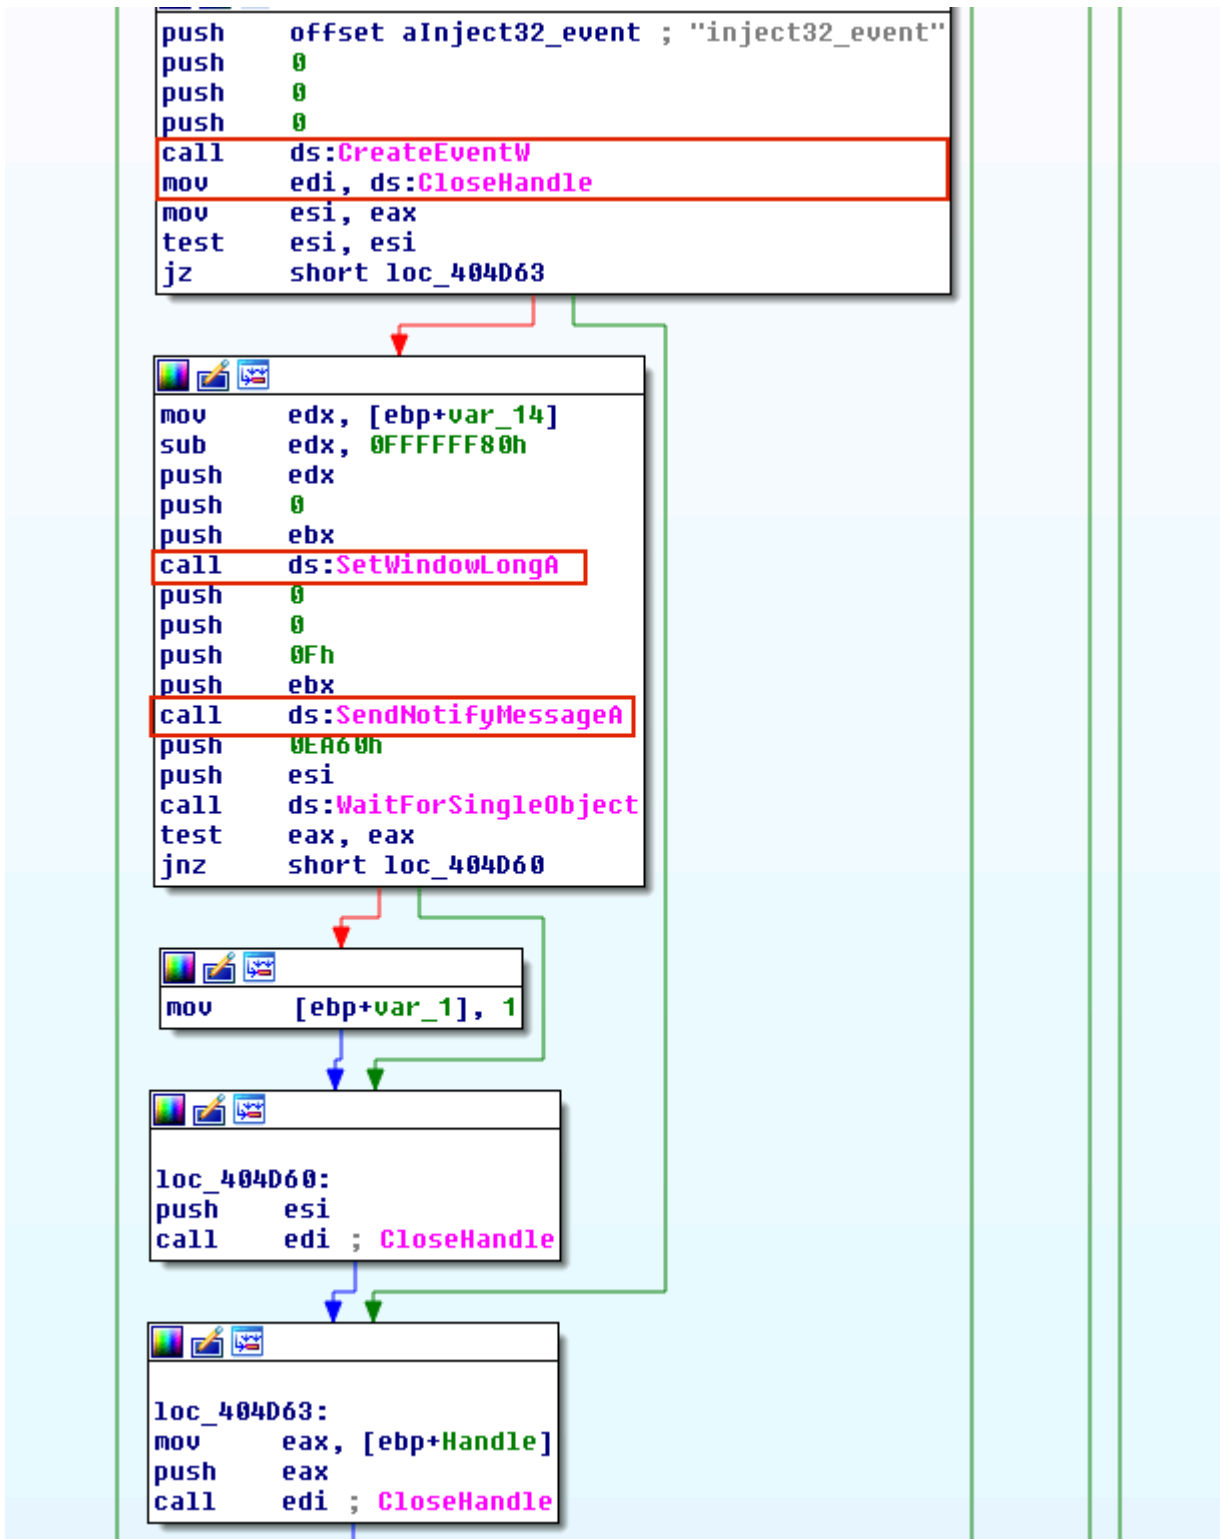 push offset aInject32_event ; "inject32_event"
push 0
push 0
push 0
call ds:CreateEventW
mov edi, ds:CloseHandle
mov esi, eax
test esi, esi
jz short loc_404D63
mov edx, [ebp+var_14]
sub edx, 0FFFFFF80h
push edx
push 0
push ebx
call ds:SetWindowLongA
push 0
push 0
push 0Fh
push ebx
call ds:SendNotifyMessageA
push 0EA60h
push esi
call ds:WaitForSingleObject
test eax, eax
jnz short loc_404D60
mov [ebp+var_1], 1
loc_404D60:
push esi
call edi ; CloseHandle
loc_404D63:
mov eax, [ebp+Handle]
push eax
call edi ; CloseHandle